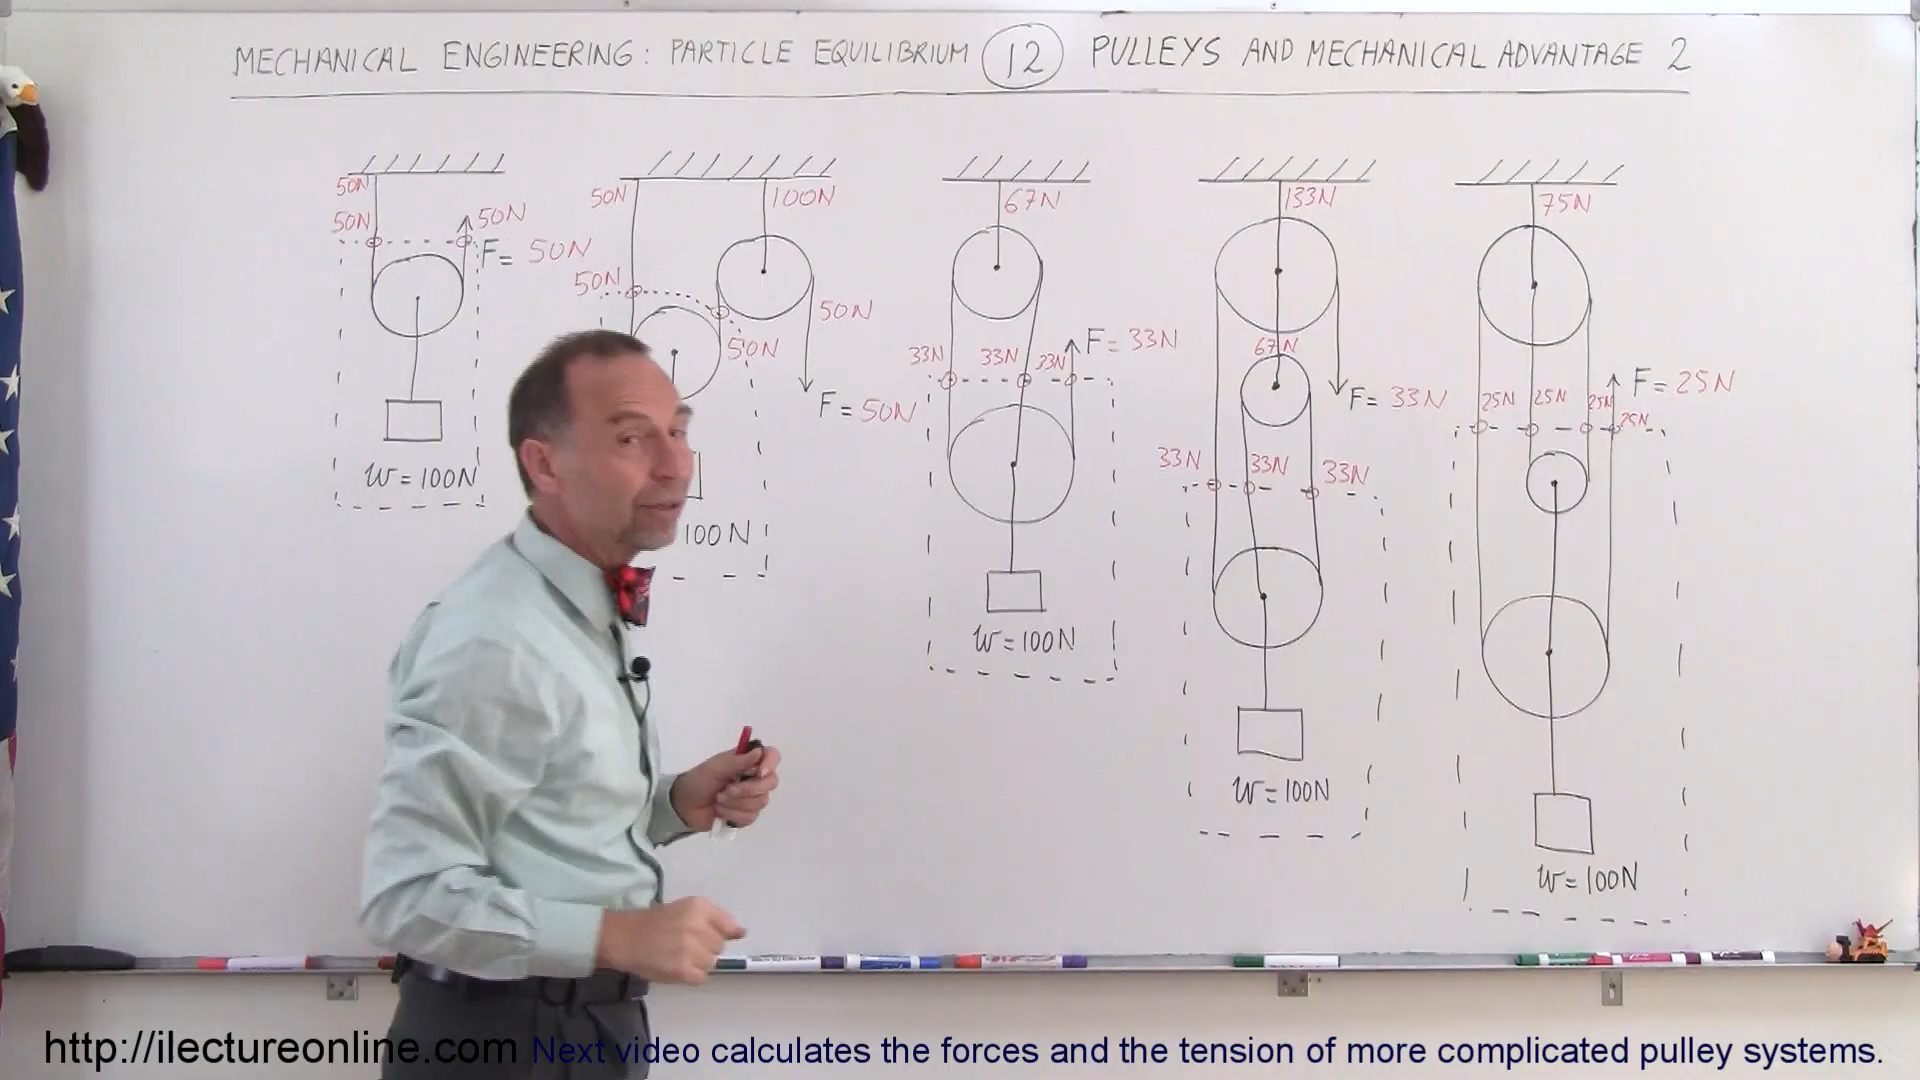 MECHANICAL ENGINEERING: PARTICLE EQUILIBRIUM 12 PULLEYS AND MECHANICAL ADVANTAGE 2
50N
50N
50N
F = 50N
W = 100N
50N
100N
50N
50N
50N
F = 50N
100N
67N
33N
33N
33N
F = 33N
W = 100N
133N
67N
F = 33N
33N
33N
33N
W = 100N
75N
25N
25N
25N
25N
F = 25N
W = 100N
http://ilectureonline.com Next video calculates the forces and the tension of more complicated pulley systems.